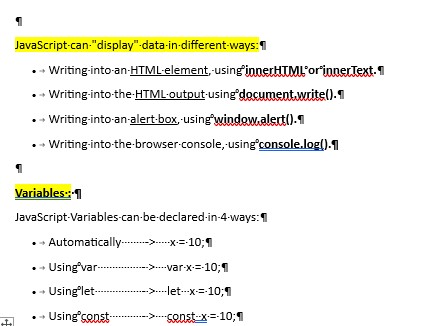 JavaScript can "display" data in different ways:
Writing into an HTML element, using innerHTML or innerText.
Writing into the HTML output using document.write().
Writing into an alert box, using window.alert().
Writing into the browser console, using console.log().
Variables :
JavaScript Variables can be declared in 4 ways:
Automatically > x = 10;
Using var > var x = 10;
Using let > let x = 10;
Using const > const x = 10;